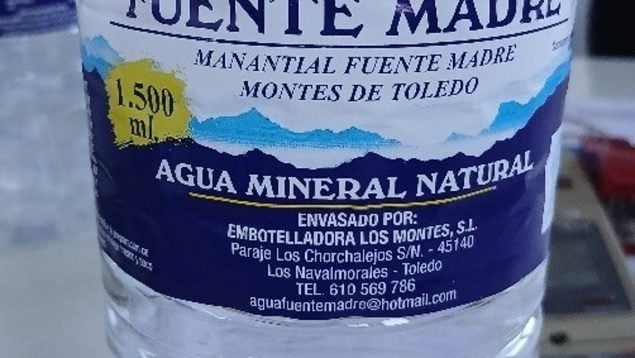 FUENTE MADRE
MANANTIAL FUENTE MADRE
MONTES DE TOLEDO
1.500
ml.
AGUA MINERAL NATURAL
ENVASADO POR:
EMBOTELLADORA LOS MONTES, S.L.
Paraje Los Chorchalejos S/N. - 45140
Los Navalmorales - Toledo
TEL. 610 569 786
aguafuentemadre@hotmail.com